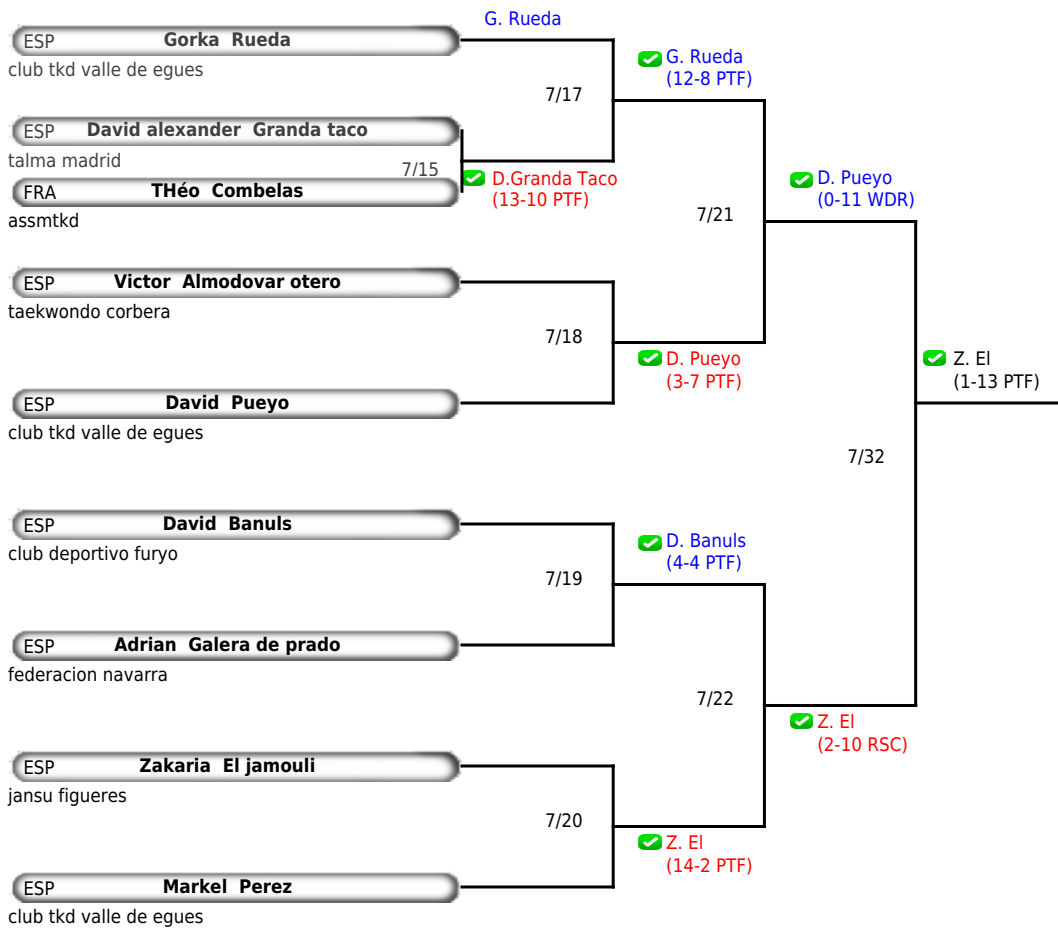 G. Rueda
ESP Gorka Rueda
club tkd valle de egues
G. Rueda
(12-8 PTF)
7/17
ESP David alexander Granda taco
talma madrid
7/15
D.Granda Taco
(13-10 PTF)
FRA THéo Combelas
assmtkd
D. Pueyo
(0-11 WDR)
7/21
ESP Victor Almodovar otero
taekwondo corbera
7/18
D. Pueyo
(3-7 PTF)
Z. El
(1-13 PTF)
ESP David Pueyo
club tkd valle de egues
7/32
ESP David Banuls
club deportivo furyo
D. Banuls
(4-4 PTF)
7/19
ESP Adrian Galera de prado
federacion navarra
7/22
Z. El
(2-10 RSC)
ESP Zakaria El jamouli
jansu figueres
7/20
Z. El
(14-2 PTF)
ESP Markel Perez
club tkd valle de egues